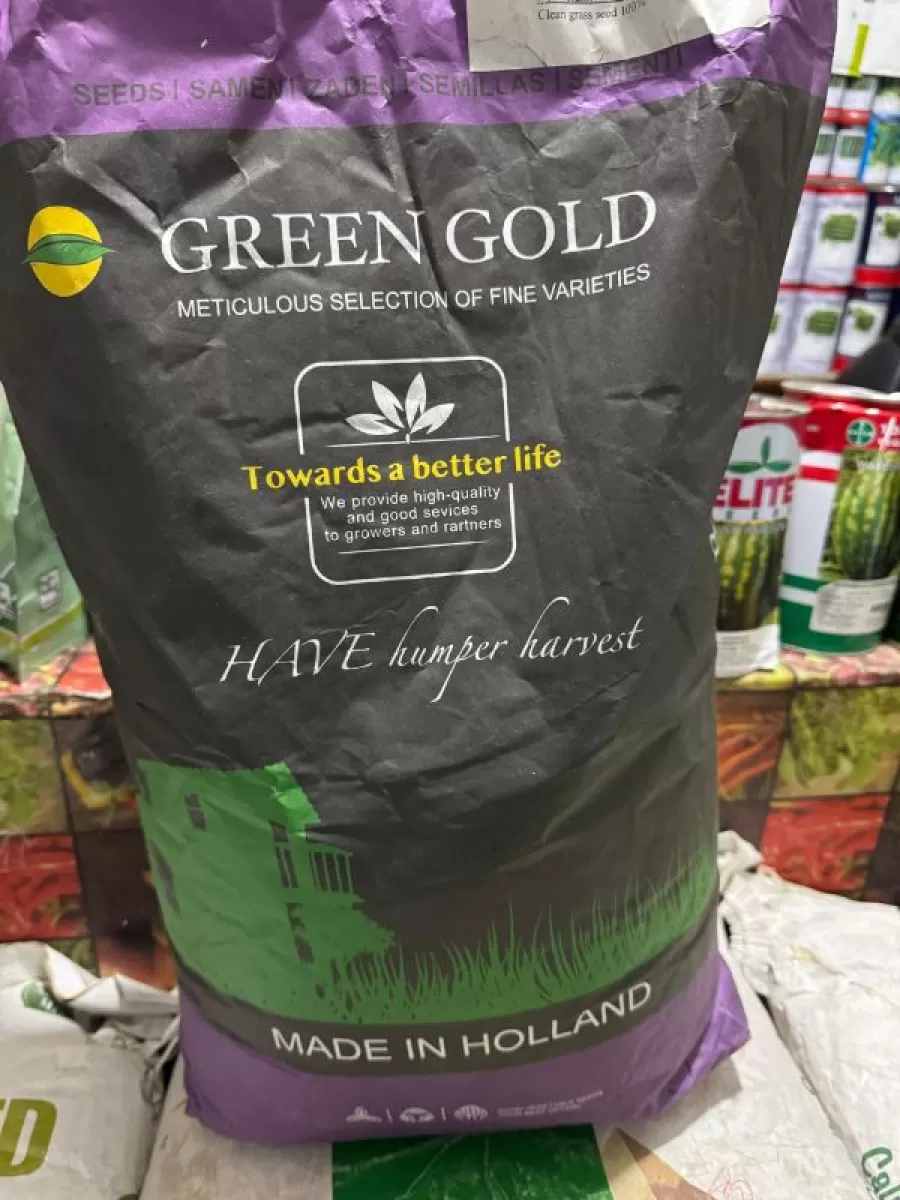 Clean grass seed 100%
SEEDS | SAMEN | ZADEN | SEMILLAS | SEMENTI
GREEN GOLD
METICULOUS SELECTION OF FINE VARIETIES
Towards a better life
We provide high-quality
and good sevices
to growers and rartners
HAVE humper harvest
MADE IN HOLLAND
ELITE
D
Cal